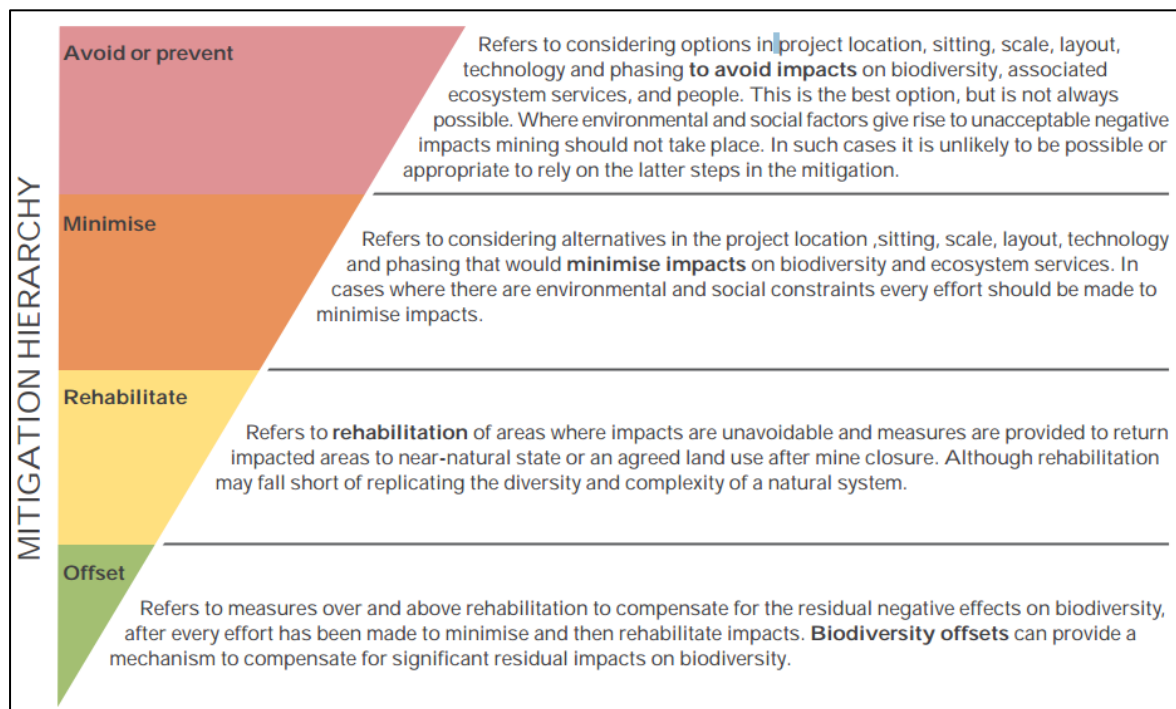 MITIGATION HIERARCHY
Avoid or prevent
Refers to considering options in project location, sitting, scale, layout,
technology and phasing to avoid impacts on biodiversity, associated
ecosystem services, and people. This is the best option, but is not always
possible. Where environmental and social factors give rise to unacceptable negative
impacts mining should not take place. In such cases it is unlikely to be possible or
appropriate to rely on the latter steps in the mitigation.
Minimise
Refers to considering alternatives in the project location ,sitting, scale, layout, technology
and phasing that would minimise impacts on biodiversity and ecosystem services. In
cases where there are environmental and social constraints every effort should be made to
minimise impacts.
Rehabilitate
Refers to rehabilitation of areas where impacts are unavoidable and measures are provided to return
impacted areas to near-natural state or an agreed land use after mine closure. Although rehabilitation
may fall short of replicating the diversity and complexity of a natural system.
Offset
Refers to measures over and above rehabilitation to compensate for the residual negative effects on biodiversity,
after every effort has been made to minimise and then rehabilitate impacts. Biodiversity offsets can provide a
mechanism to compensate for significant residual impacts on biodiversity.